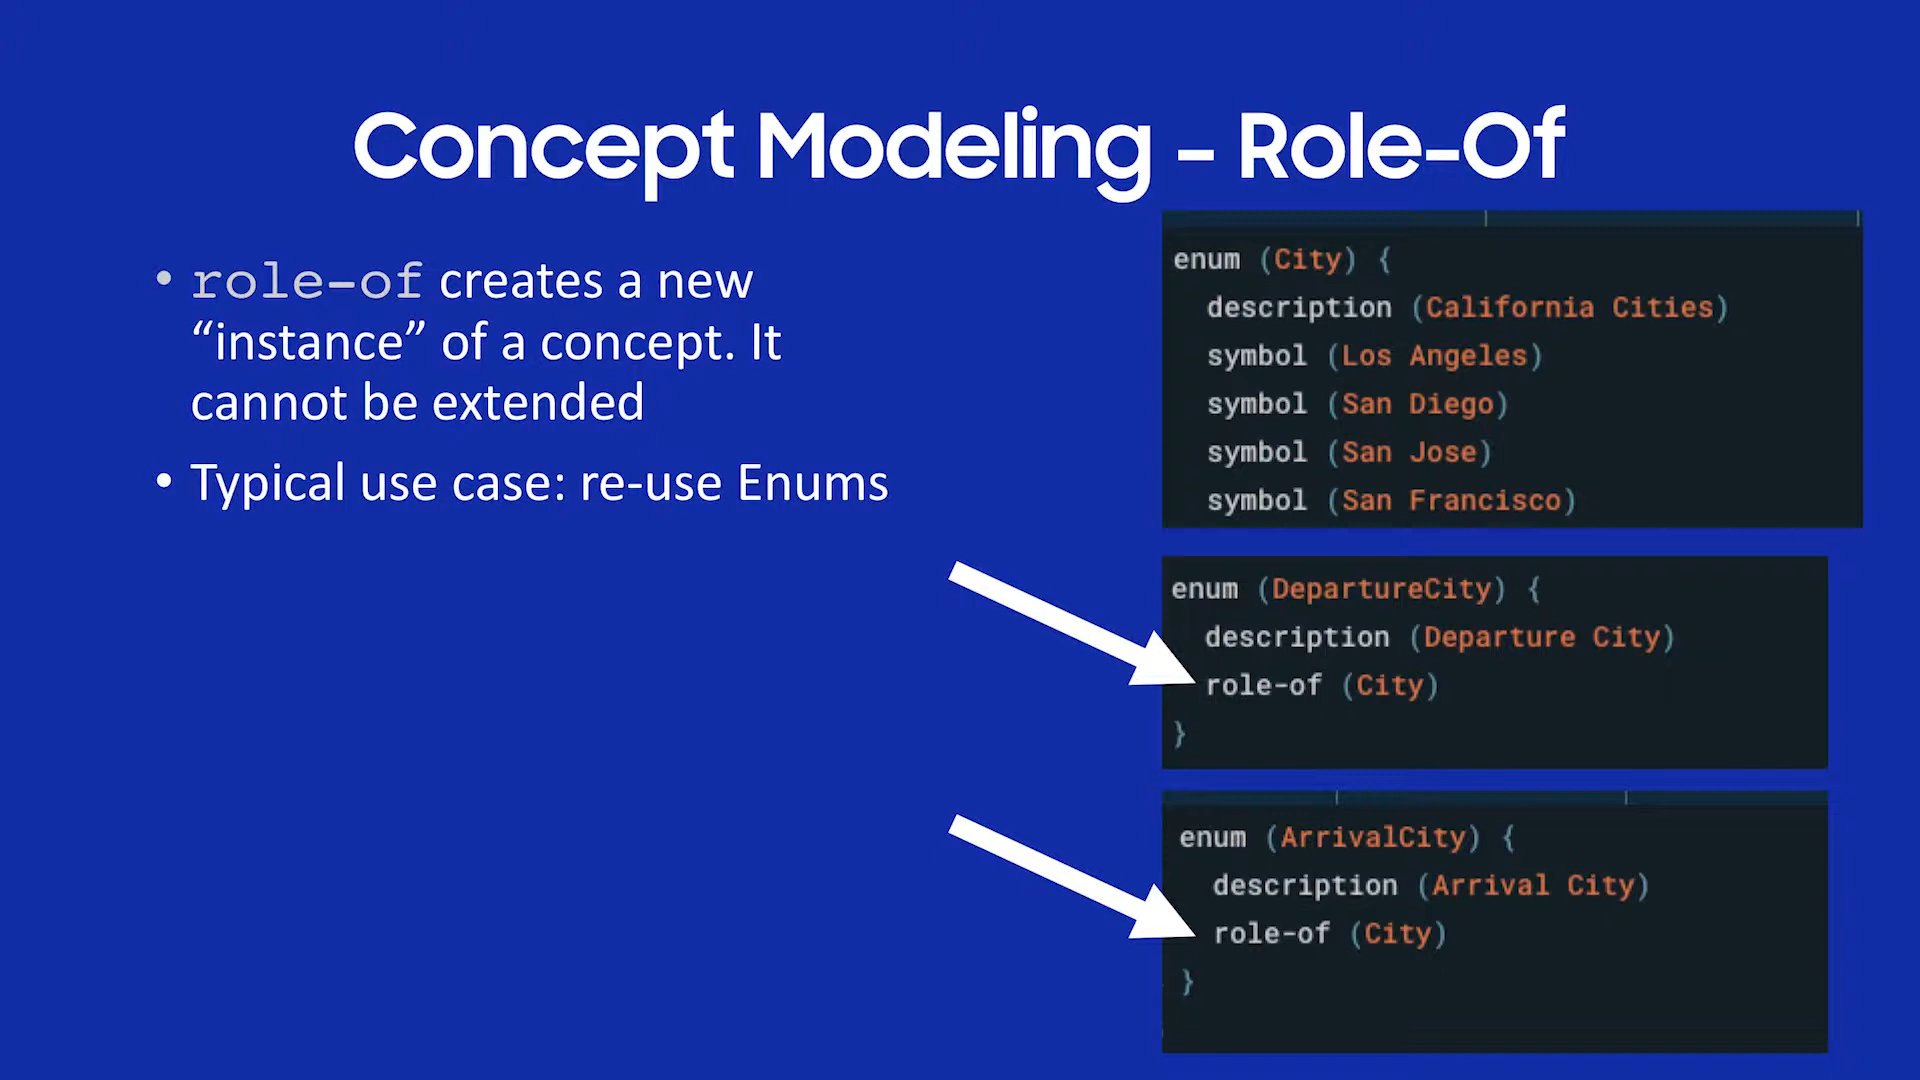 Concept Modeling - Role-Of
• role-of creates a new
“instance” of a concept. It
cannot be extended
• Typical use case: re-use Enums
enum (City) {
description (California Cities)
symbol (Los Angeles)
symbol (San Diego)
symbol (San Jose)
symbol (San Francisco)
enum (DepartureCity) {
description (Departure City)
role-of (City)
}
enum (ArrivalCity) {
description (Arrival City)
role-of (City)
}